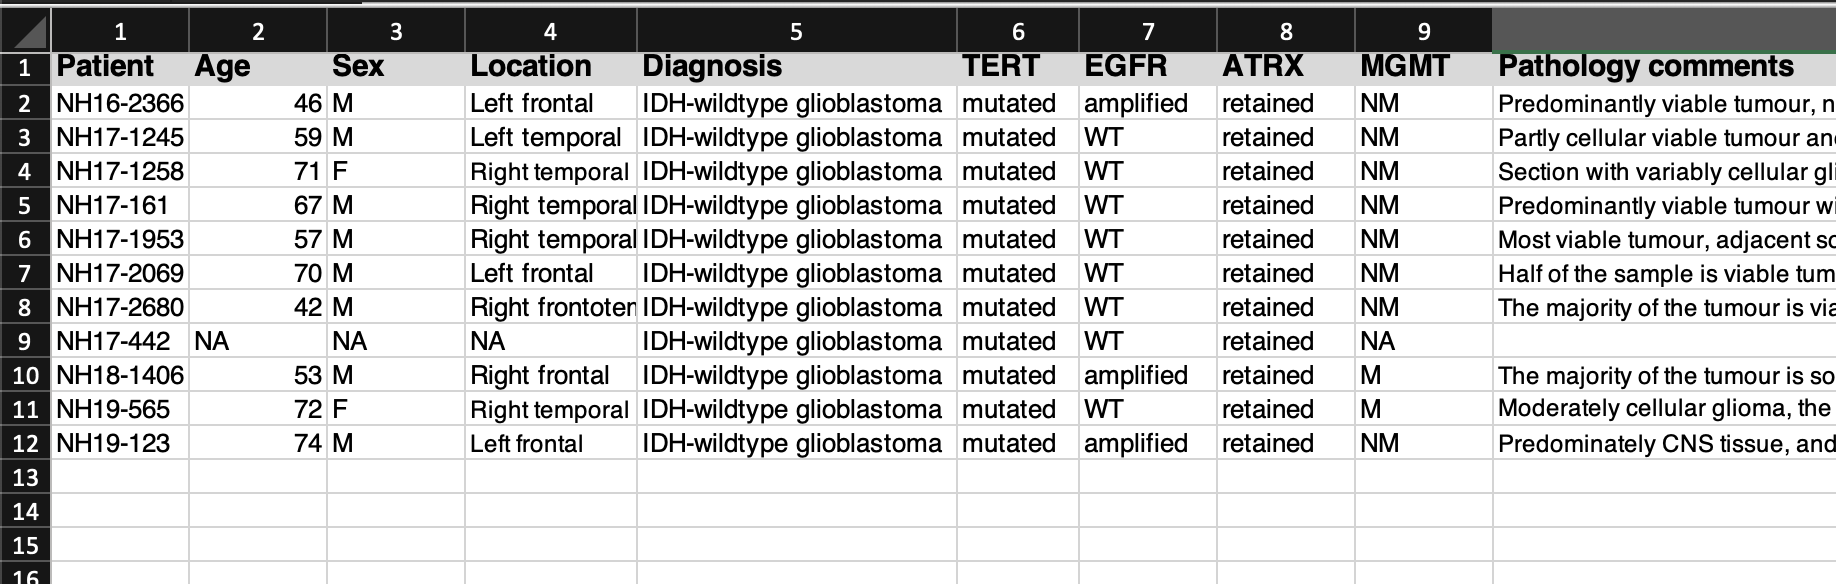 1 2 3 4 5 6 7 8 9
1 Patient Age Sex Location Diagnosis TERT EGFR ATRX MGMT Pathology comments
2 NH16-2366 46 M Left frontal IDH-wildtype glioblastoma mutated amplified retained NM Predominantly viable tumour, n
3 NH17-1245 59 M Left temporal IDH-wildtype glioblastoma mutated WT retained NM Partly cellular viable tumour an
4 NH17-1258 71 F Right temporal IDH-wildtype glioblastoma mutated WT retained NM Section with variably cellular gli
5 NH17-161 67 M Right temporal IDH-wildtype glioblastoma mutated WT retained NM Predominantly viable tumour wi
6 NH17-1953 57 M Right temporal IDH-wildtype glioblastoma mutated WT retained NM Most viable tumour, adjacent so
7 NH17-2069 70 M Left frontal IDH-wildtype glioblastoma mutated WT retained NM Half of the sample is viable tum
8 NH17-2680 42 M Right frontoten IDH-wildtype glioblastoma mutated WT retained NM The majority of the tumour is via
9 NH17-442 NA NA NA IDH-wildtype glioblastoma mutated WT retained NA
10 NH18-1406 53 M Right frontal IDH-wildtype glioblastoma mutated amplified retained M The majority of the tumour is so
11 NH19-565 72 F Right temporal IDH-wildtype glioblastoma mutated WT retained M Moderately cellular glioma, the
12 NH19-123 74 M Left frontal IDH-wildtype glioblastoma mutated amplified retained NM Predominately CNS tissue, and
13
14
15
16